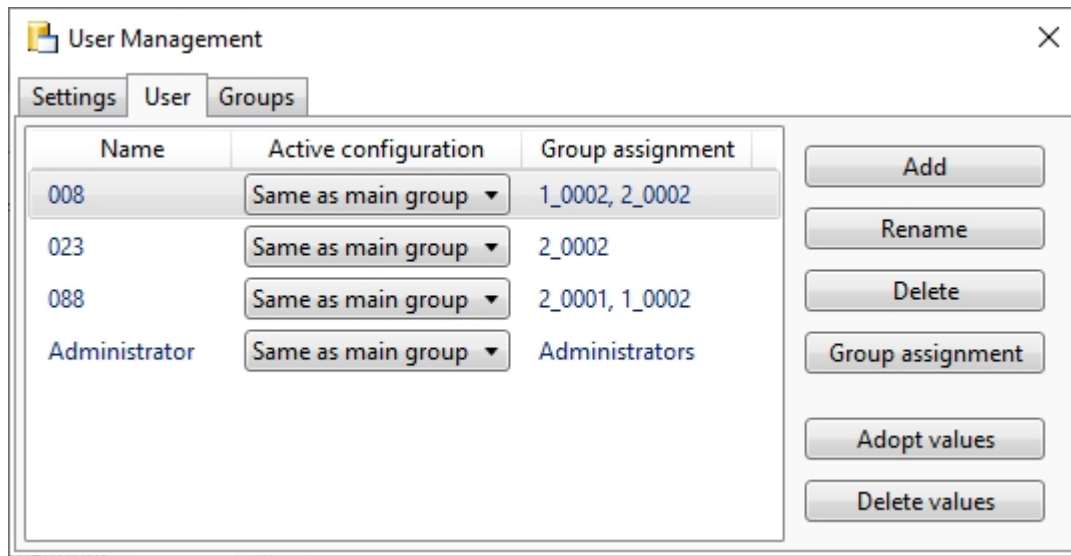 User Management
Settings User Groups
Name Active configuration Group assignment
008 Same as main group 1_0002, 2_0002
023 Same as main group 2_0002
088 Same as main group 2_0001, 1_0002
Administrator Same as main group Administrators
Add
Rename
Delete
Group assignment
Adopt values
Delete values